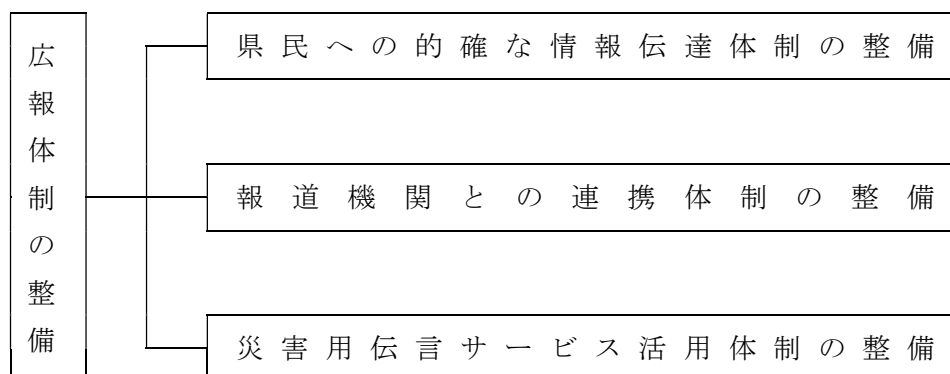 広報体制の整備
県民への的確な情報伝達体制の整備
報道機関との連携体制の整備
災害用伝言サービス活用体制の整備